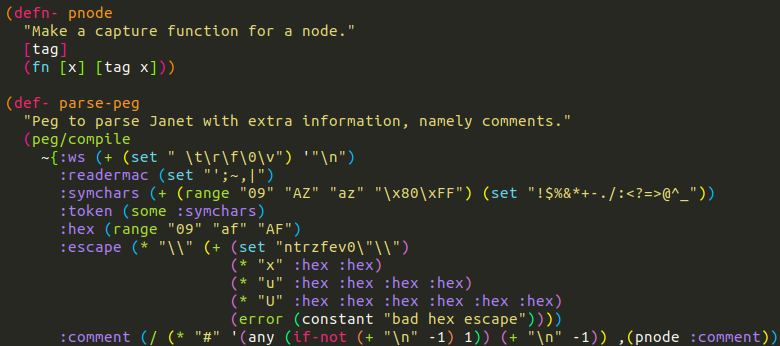 (defn- pnode
  "Make a capture function for a node."
  [tag]
  (fn [x] [tag x]))

(def- parse-peg
  "Peg to parse Janet with extra information, namely comments."
  (peg/compile
    ~{:ws (+ (set " \t\r\f\0\v") '"\n")
      :readermac (set "';~,|")
      :symchars (+ (range "09" "AZ" "az" "\x80\xFF") (set "!$%&*+-./:<?=>@^_"))
      :token (some :symchars)
      :hex (range "09" "af" "AF")
      :escape (* "\\" (+ (set "ntrzfev0\"\\")
                         (* "x" :hex :hex)
                         (* "u" :hex :hex :hex :hex)
                         (* "U" :hex :hex :hex :hex :hex :hex)
                         (error (constant "bad hex escape"))))
      :comment (/ (* "#" '(any (if-not (+ "\n" -1) 1)) (+ "\n" -1)) ,(pnode :comment))